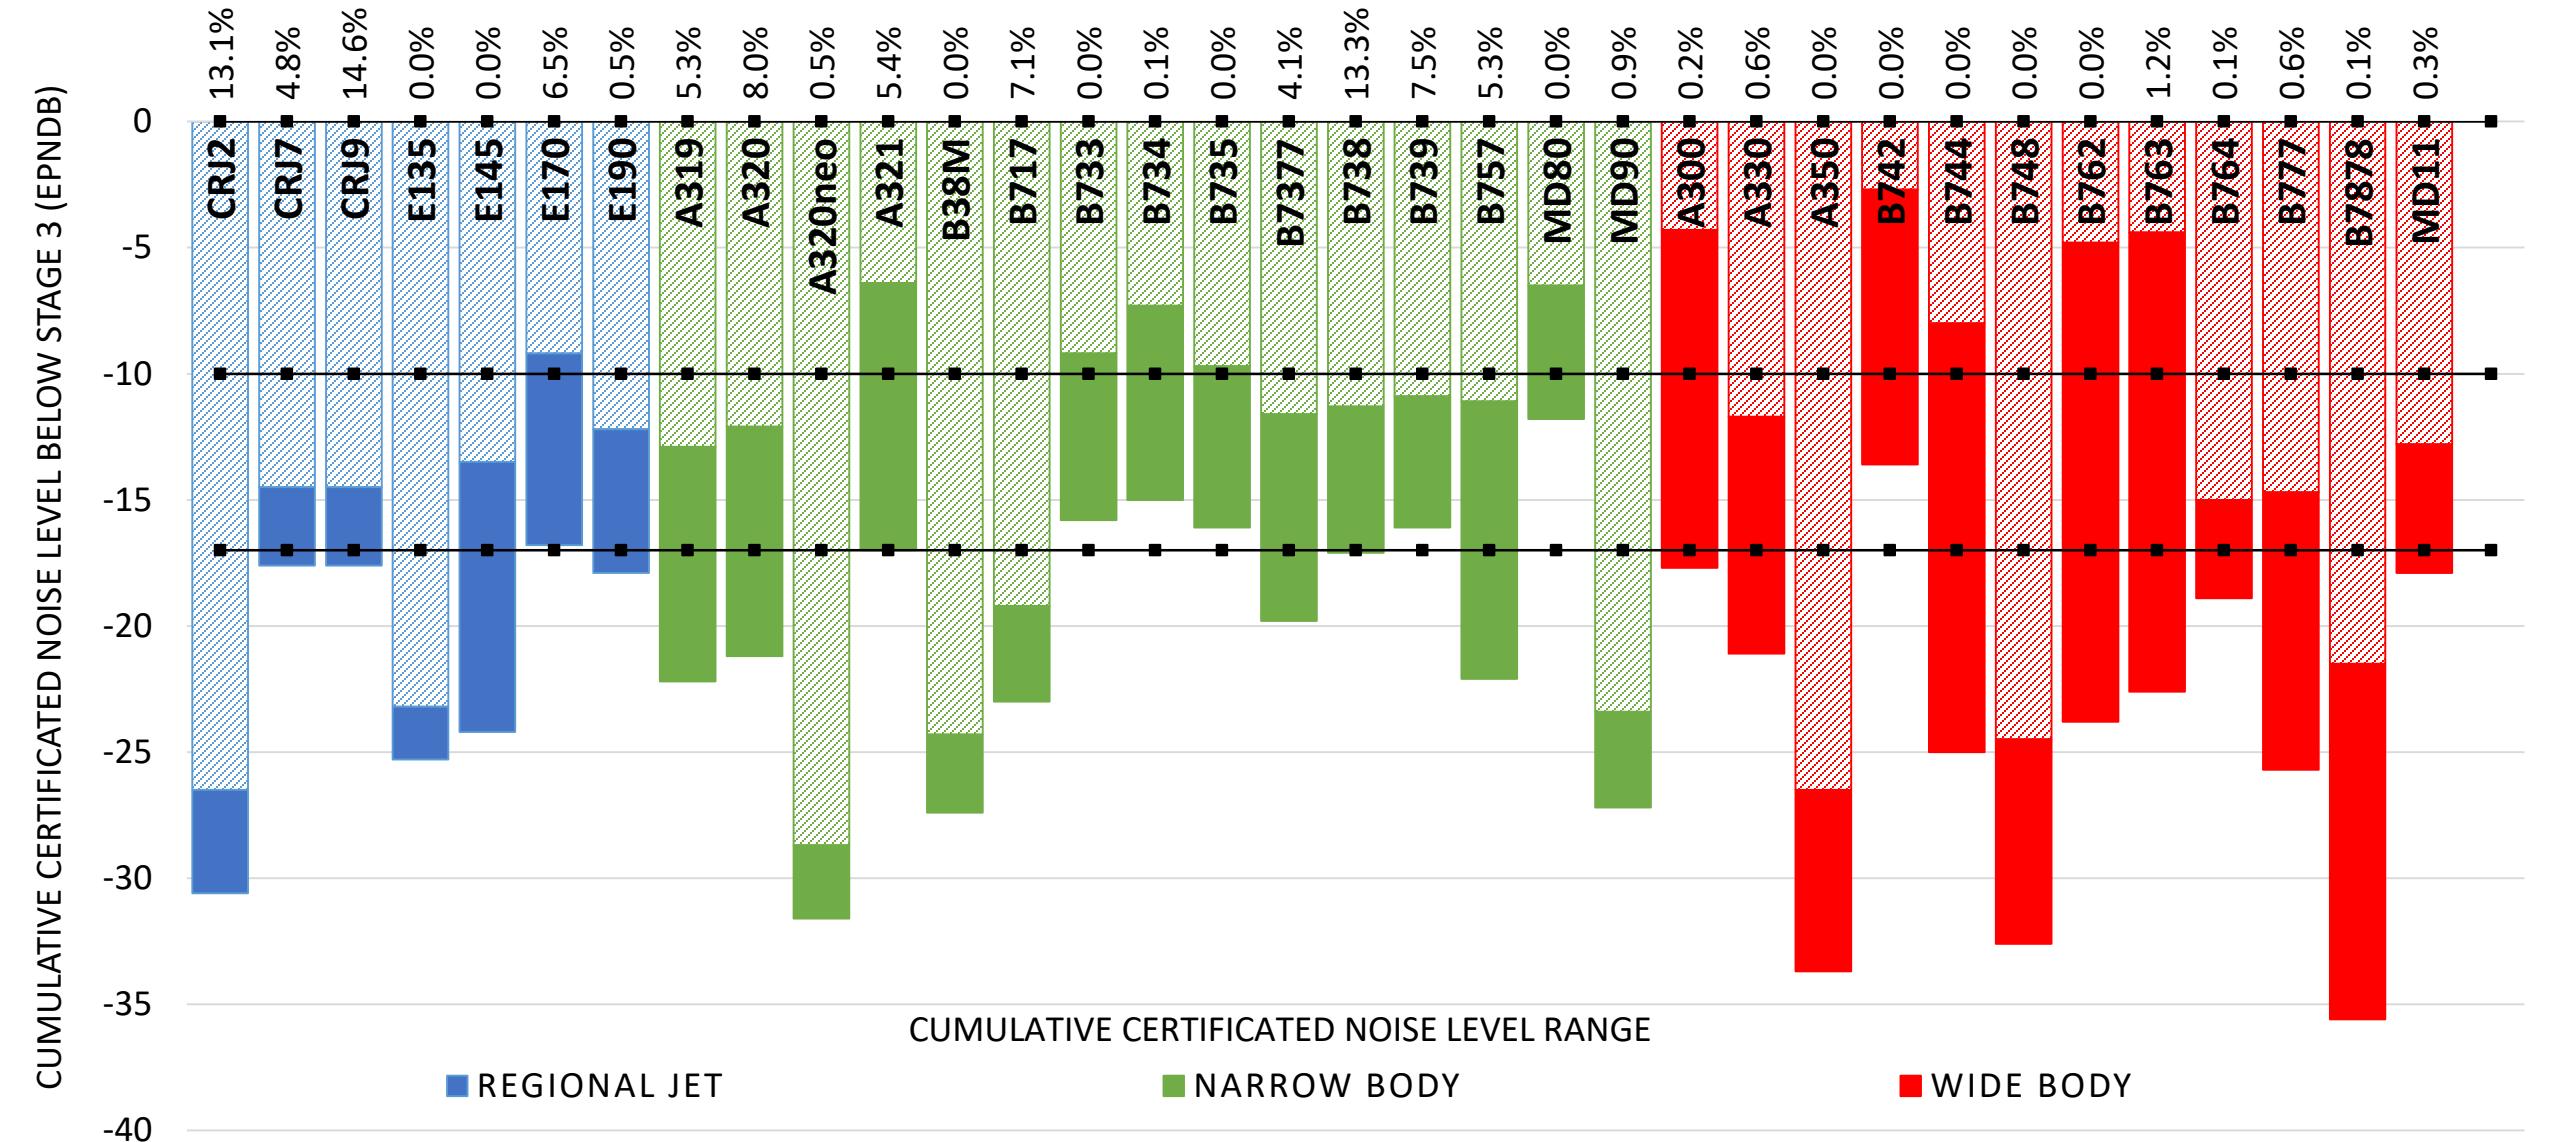 13.1% 4.8% 14.6% 0.0% 0.0% 6.5% 0.5% 5.3% 8.0% 0.5% 5.4% 0.0% 7.1% 0.0% 0.1% 0.0% 4.1% 13.3% 7.5% 5.3% 0.0% 0.9% 0.2% 0.6% 0.0% 0.0% 0.0% 0.0% 0.0% 1.2% 0.1% 0.6% 0.1% 0.3%
CUMULATIVE CERTIFICATED NOISE LEVEL BELOW STAGE 3 (EPNDB)
0
-5
-10
-15
-20
-25
-30
-35
-40
CRJ2 CRJ7 CRJ9 E135 E145 E170 E190 A319 A320 A320neo A321 B38M B717 B733 B734 B735 B7377 B738 B739 B757 MD80 MD90 A300 A330 A350 B742 B744 B748 B762 B763 B764 B777 B7878 MD11
CUMULATIVE CERTIFICATED NOISE LEVEL RANGE
REGIONAL JET NARROW BODY WIDE BODY